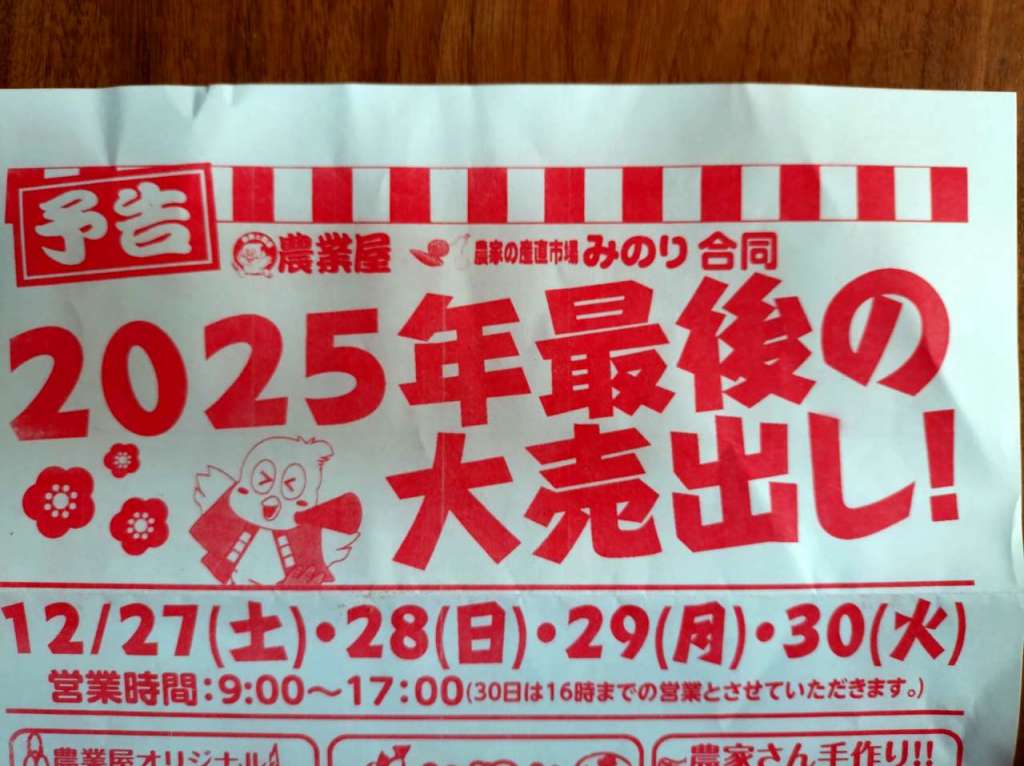 予告
農業屋 農家の産直市場 みのり 合同
2025年最後の
大売出し!
12/27(土)・28(日)・29(月)・30(火)
営業時間:9:00〜17:00(30日は16時までの営業とさせていただきます。)
農業屋オリジナル
農家さん手作り!!